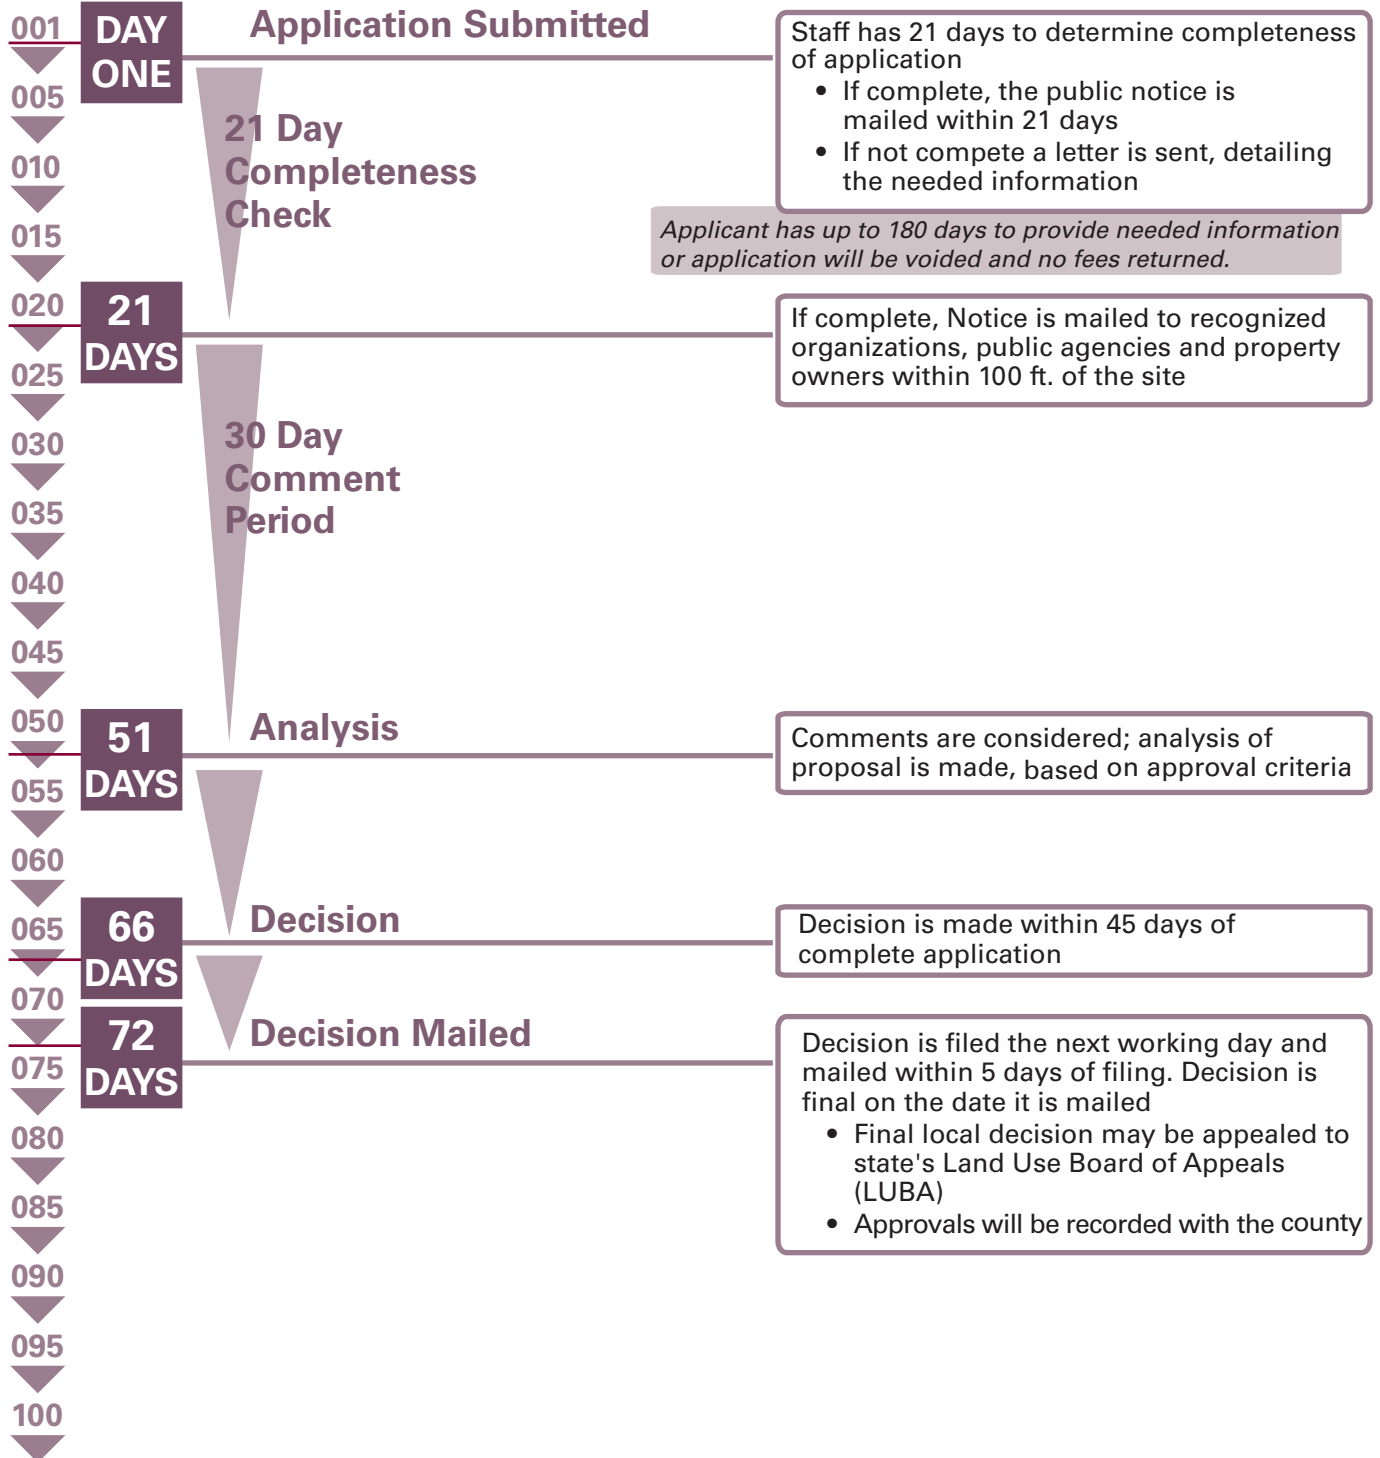 001
DAY
ONE
Application Submitted
Staff has 21 days to determine completeness
of application
• If complete, the public notice is
mailed within 21 days
• If not compete a letter is sent, detailing
the needed information
005
21 Day
Completeness
Check
010
015
Applicant has up to 180 days to provide needed information
or application will be voided and no fees returned.
020
21
DAYS
If complete, Notice is mailed to recognized
organizations, public agencies and property
owners within 100 ft. of the site
025
30 Day
Comment
Period
030
035
040
045
050
51
DAYS
Analysis
Comments are considered; analysis of
proposal is made, based on approval criteria
055
060
065
66
DAYS
Decision
Decision is made within 45 days of
complete application
070
72
DAYS
Decision Mailed
Decision is filed the next working day and
mailed within 5 days of filing. Decision is
final on the date it is mailed
• Final local decision may be appealed to
state's Land Use Board of Appeals
(LUBA)
• Approvals will be recorded with the county
075
080
085
090
095
100